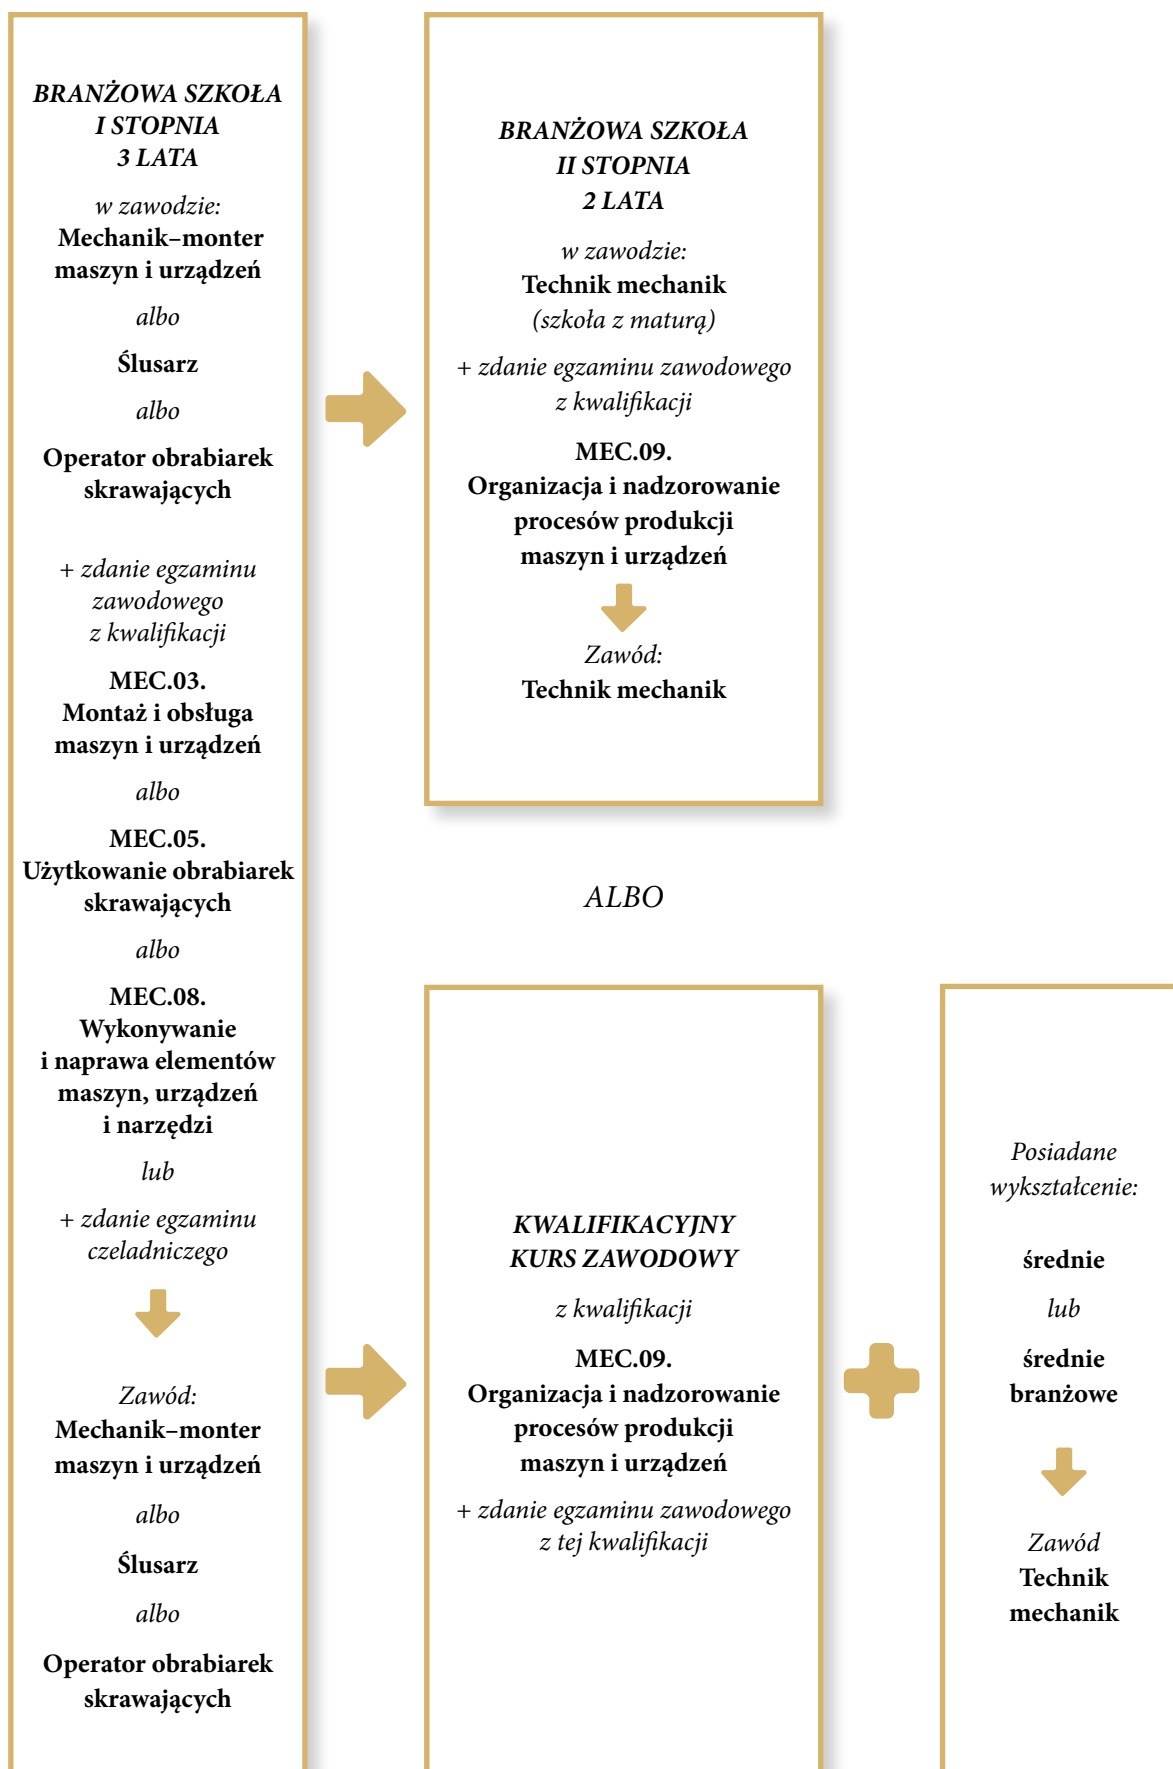 BRANŻOWA SZKOŁA
I STOPNIA
3 LATA
w zawodzie:
Mechanik–monter
maszyn i urządzeń
albo
Ślusarz
albo
Operator obrabiarek
skrawających
+ zdanie egzaminu
zawodowego
z kwalifikacji
MEC.03.
Montaż i obsługa
maszyn i urządzeń
albo
MEC.05.
Użytkowanie obrabiarek
skrawających
albo
MEC.08.
Wykonywanie
i naprawa elementów
maszyn, urządzeń
i narzędzi
lub
+ zdanie egzaminu
czeladniczego
Zawód:
Mechanik–monter
maszyn i urządzeń
albo
Ślusarz
albo
Operator obrabiarek
skrawających
BRANŻOWA SZKOŁA
II STOPNIA
2 LATA
w zawodzie:
Technik mechanik
(szkoła z maturą)
+ zdanie egzaminu zawodowego
z kwalifikacji
MEC.09.
Organizacja i nadzorowanie
procesów produkcji
maszyn i urządzeń
Zawód:
Technik mechanik
ALBO
KWALIFIKACYJNY
KURS ZAWODOWY
z kwalifikacji
MEC.09.
Organizacja i nadzorowanie
procesów produkcji
maszyn i urządzeń
+ zdanie egzaminu zawodowego
z tej kwalifikacji
Posiadane
wykształcenie:
średnie
lub
średnie
branżowe
Zawód
Technik
mechanik